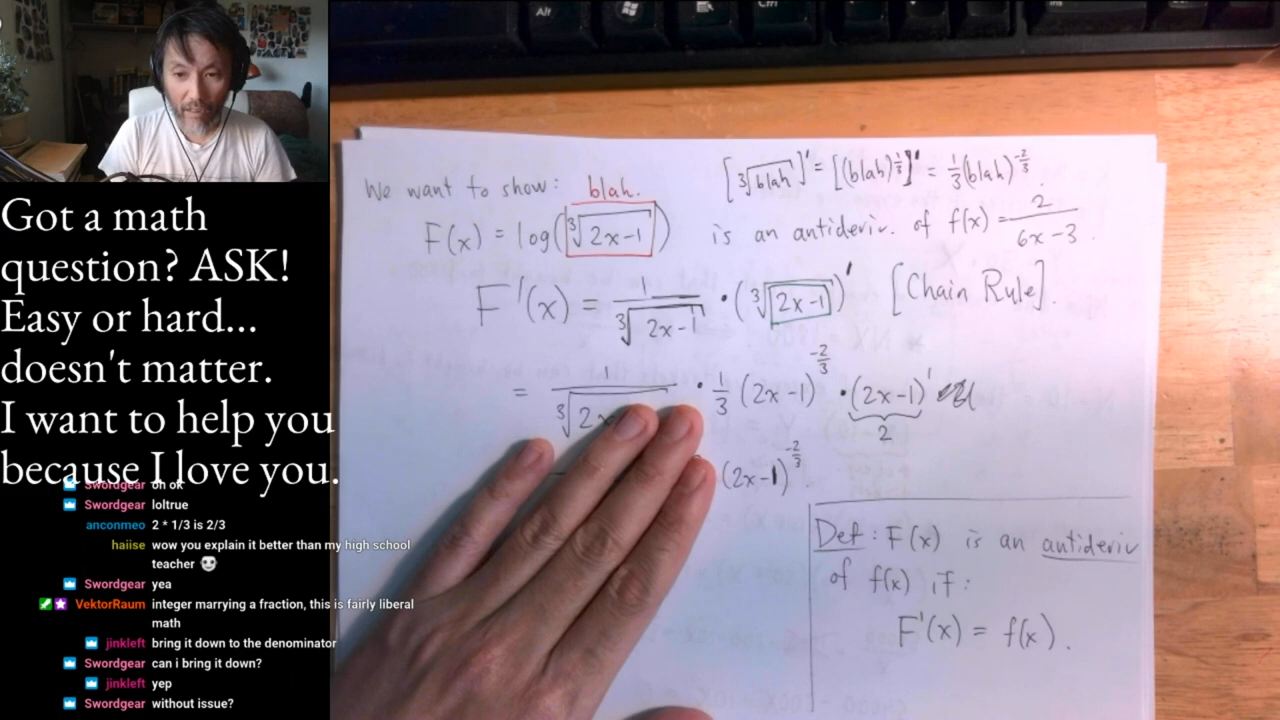 Alt
Ctrl
Got a math
question? ASK!
Easy or hard...
doesn't matter.
I want to help you
because I love you.
Swordgear oh ok
Swordgear loltrue
anconmeo 2 * 1/3 is 2/3
haiise wow you explain it better than my high school
teacher
Swordgear yea
VektorRaum integer marrying a fraction, this is fairly liberal
math
jinkleft bring it down to the denominator
Swordgear can i bring it down?
jinkleft yep
Swordgear without issue?
[∛blah]' = [(blah)^⅓]' = 1/3 (blah)^-2/3.
We want to show: blah.
F(x) = log(∛2x-1) is an antideriv. of f(x) = 2/6x-3.
F'(x) = 1/∛2x-1 · (∛2x-1)' [Chain Rule].
= 1/∛2x · 1/3 (2x-1)^-2/3 · (2x-1)'
2
(2x-1)^-2/3.
Def: F(x) is an antideriv
of f(x) if:
F'(x) = f(x).